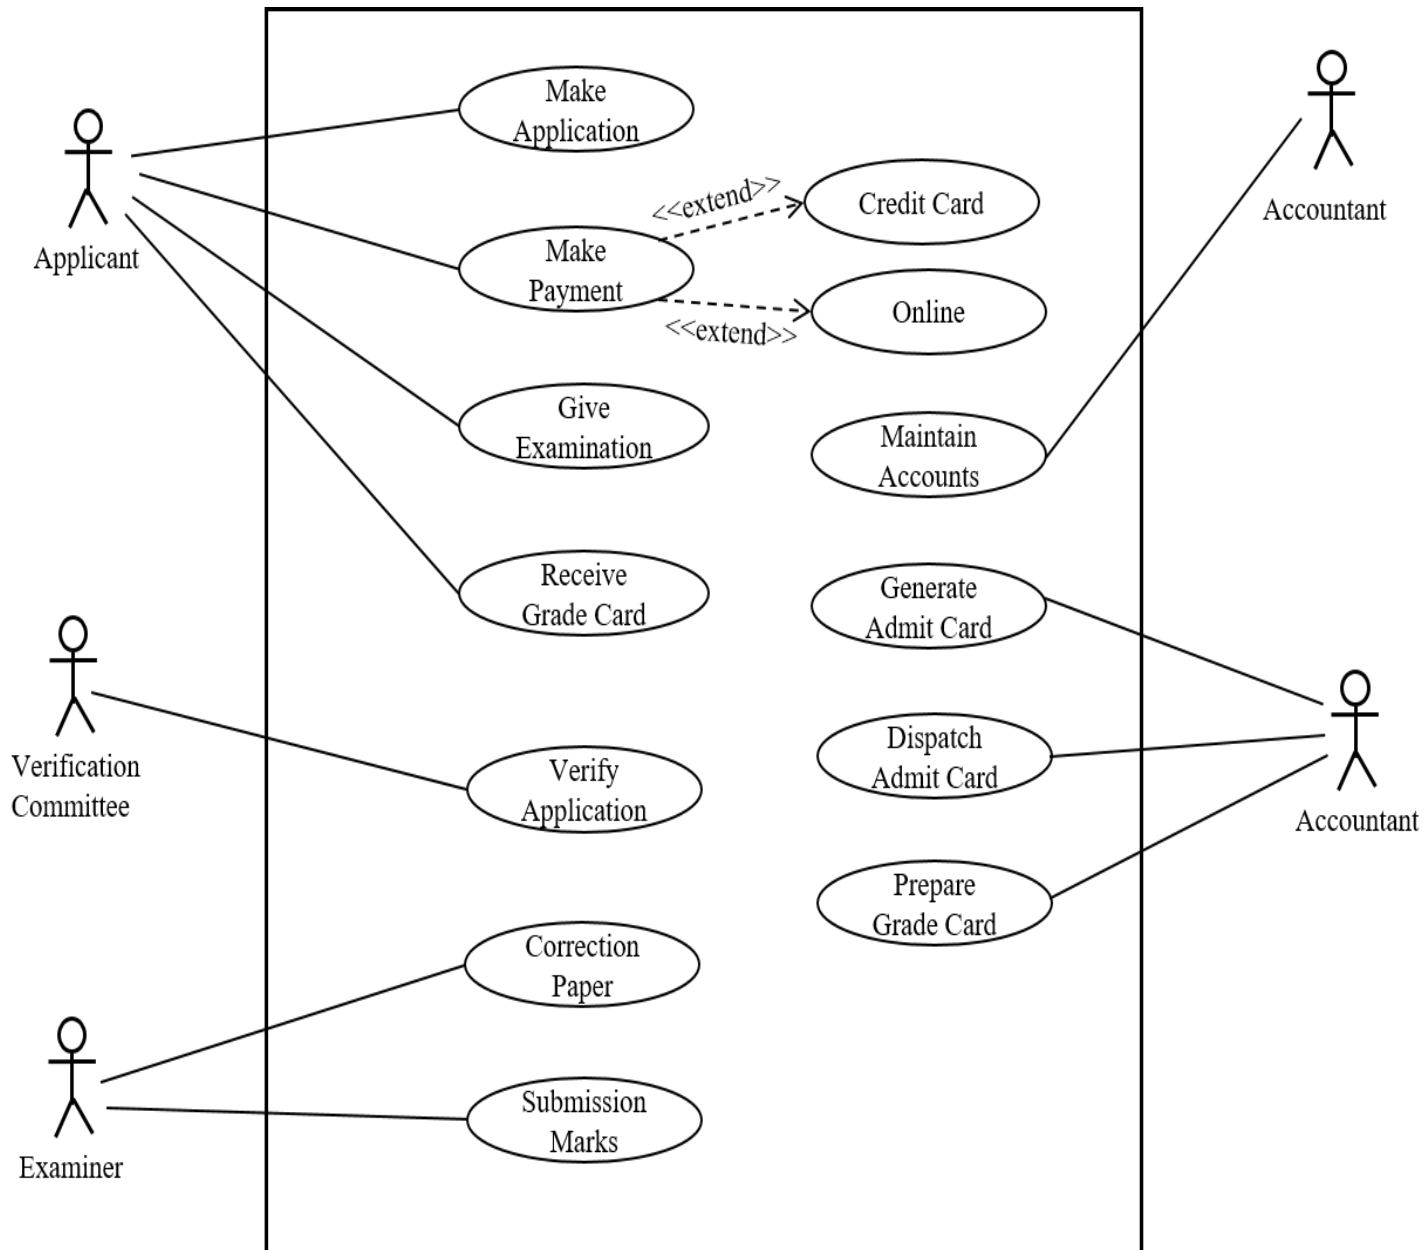 Make
Application
Applicant
<<extend>>
Credit Card
Accountant
Make
Payment
<<extend>>
Online
Give
Examination
Maintain
Accounts
Receive
Grade Card
Generate
Admit Card
Verification
Committee
Verify
Application
Dispatch
Admit Card
Accountant
Prepare
Grade Card
Correction
Paper
Examiner
Submission
Marks